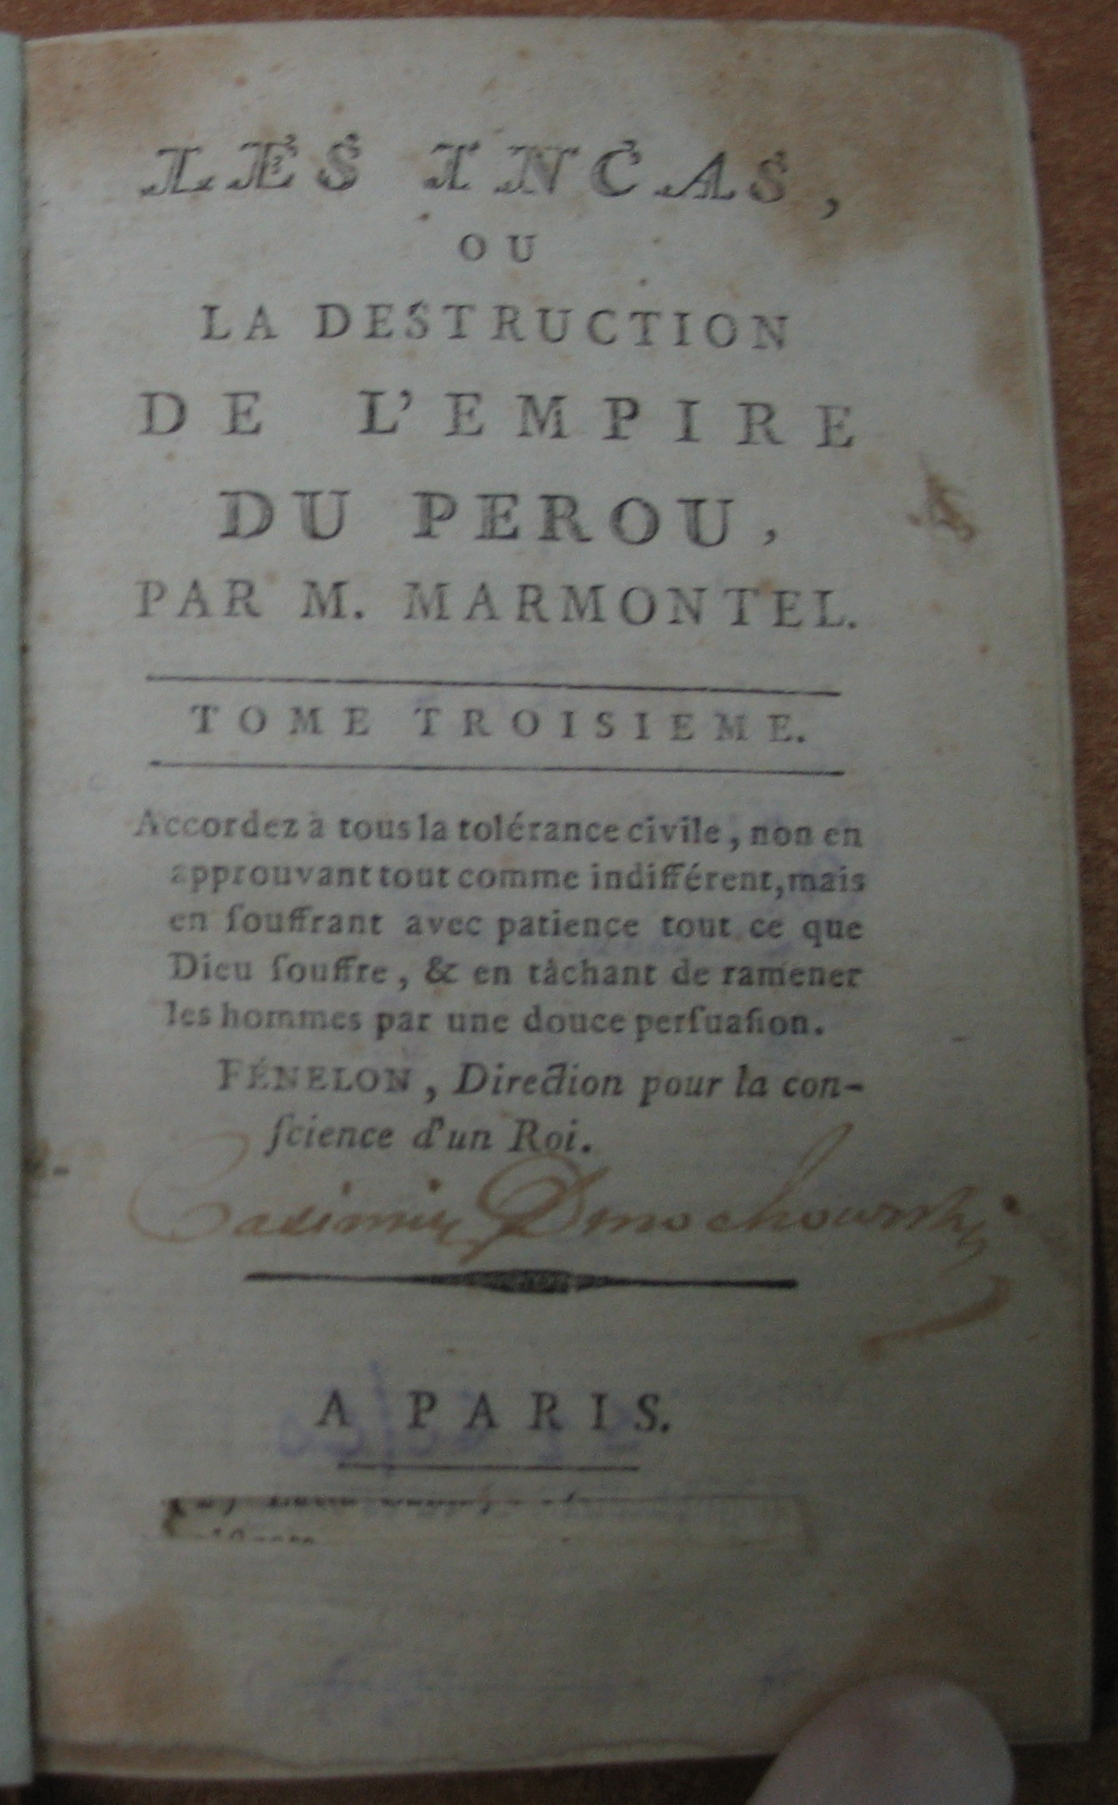 LES INCAS,
OU
LA DESTRUCTION
DE L'EMPIRE
DU PEROU,
PAR M. MARMONTEL.
TOME TROISIEME.
Accordez à tous la tolérance civile, non en
approuvant tout comme indifférent, mais
en ſouffrant avec patience tout ce que
Dieu ſouffre, & en tâchant de ramener
les hommes par une douce perſuaſion.
FÉNELON, Direction pour la con-
ſcience d'un Roi.
Casimir Dmochowski
A PARIS.